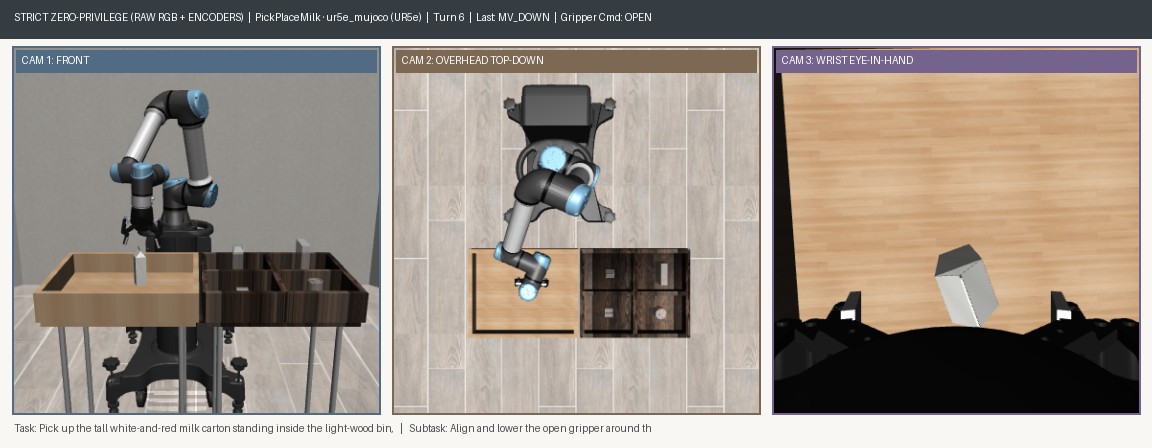 STRICT ZERO-PRIVILEGE (RAW RGB + ENCODERS) | PickPlaceMilk · ur5e_mujoco (UR5e) | Turn 6 | Last MV_DOWN | Gripper Cmd: OPEN
CAM 1: FRONT
CAM 2: OVERHEAD TOP-DOWN
CAM 3: WRIST EYE-IN-HAND
Task: Pick up the tall white-and-red milk carton standing inside the light-wood bin, | Subtask: Align and lower the open gripper around th